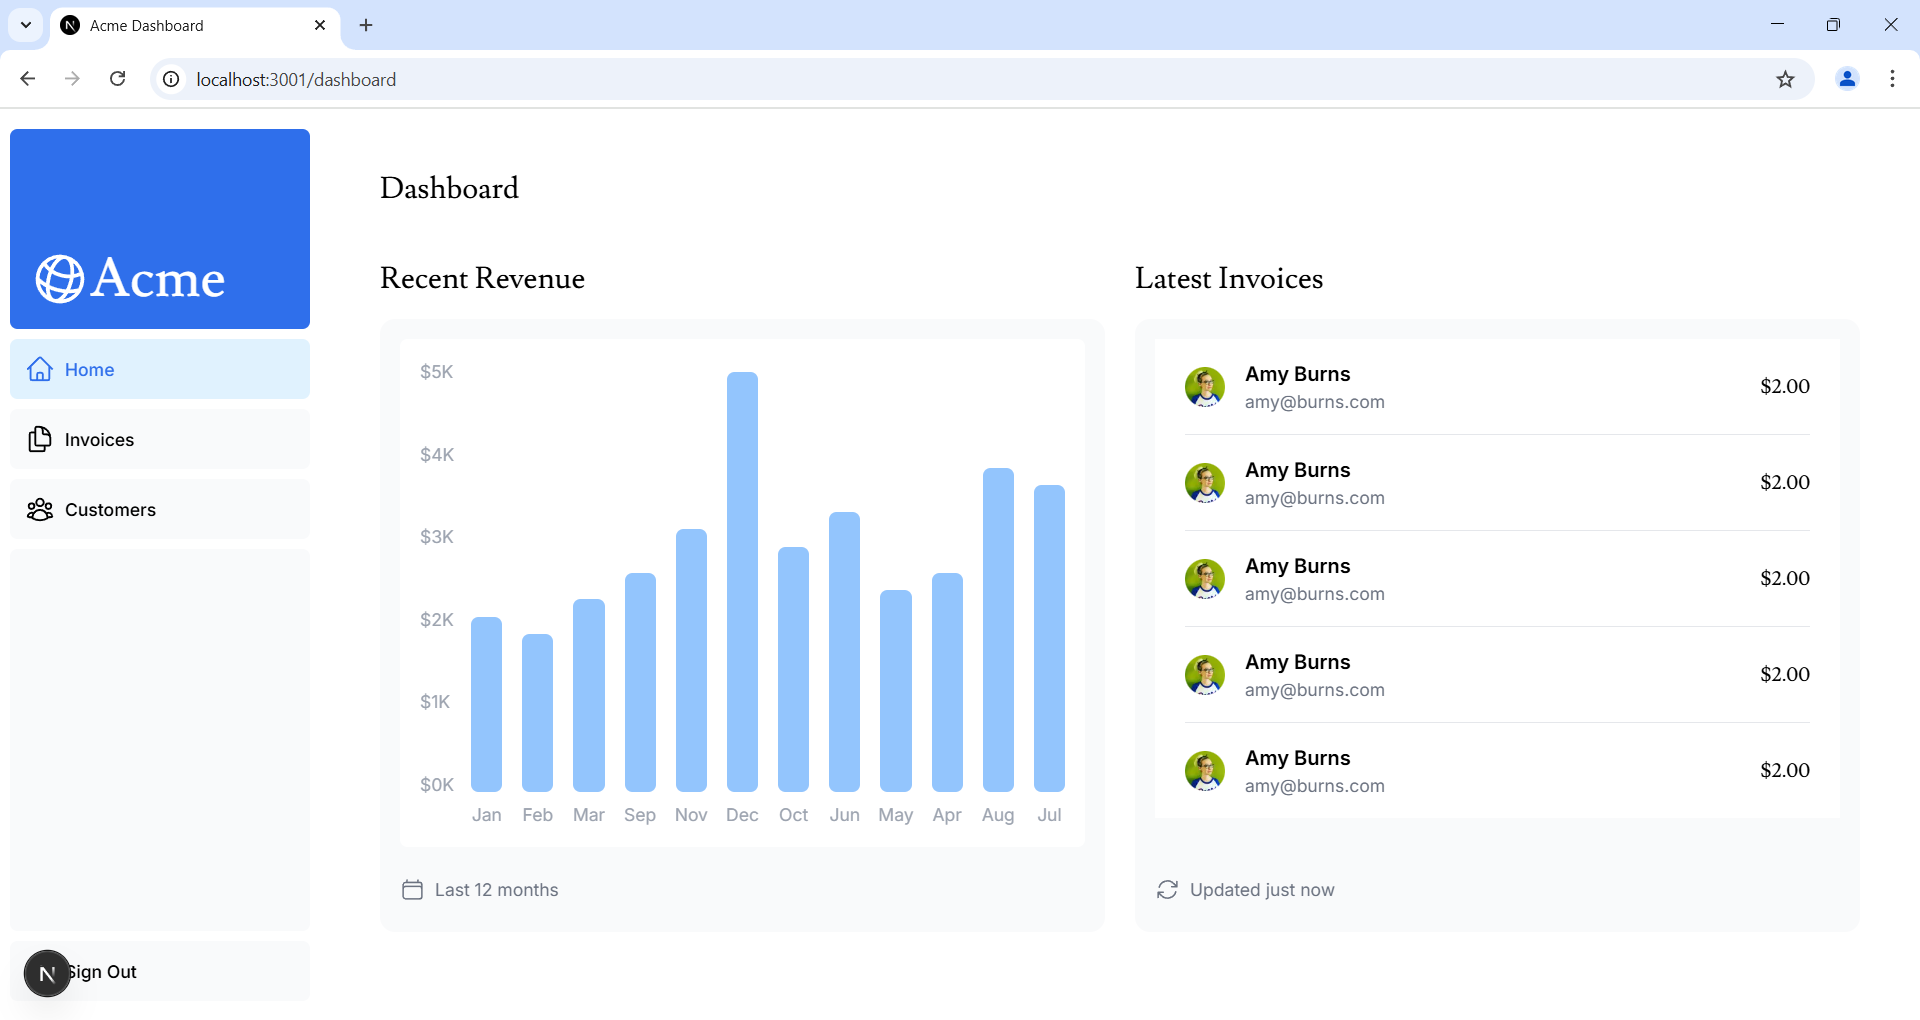 Acme Dashboard
localhost:3001/dashboard
Acme
Home
Invoices
Customers
N
Sign Out
Dashboard
Recent Revenue
$5K
$4K
$3K
$2K
$1K
$0K
Jan Feb Mar Sep Nov Dec Oct Jun May Apr Aug Jul
Last 12 months
Latest Invoices
Amy Burns
amy@burns.com
$2.00
Amy Burns
amy@burns.com
$2.00
Amy Burns
amy@burns.com
$2.00
Amy Burns
amy@burns.com
$2.00
Amy Burns
amy@burns.com
$2.00
Updated just now